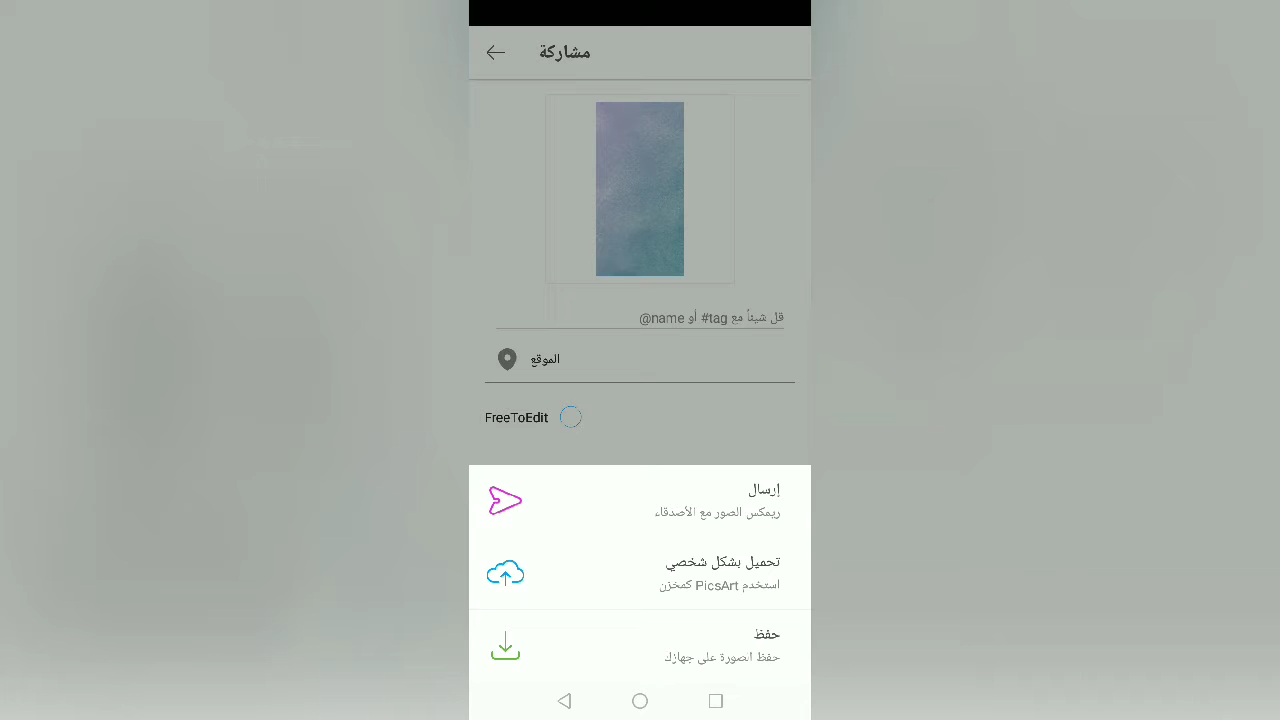 مشاركة
قل شيئاً مع #tag أو @name
الموقع
FreeToEdit
إرسال
ريمكس الصور مع الأصدقاء
تحميل بشكل شخصي
استخدم PicsArt كمخزن
حفظ
حفظ الصورة على جهازك